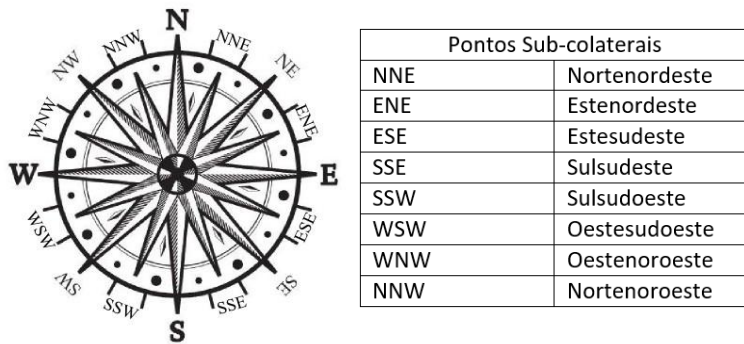 N
NNW
NNE
NW
NE
WNW
ENE
W
E
WSW
ESE
SW
SE
SSW
SSE
S
Pontos Sub-colaterais
NNE Nortenordeste
ENE Estenordeste
ESE Estesudeste
SSE Sulsudeste
SSW Sulsudoeste
WSW Oestesudoeste
WNW Oestenoroeste
NNW Nortenoroeste